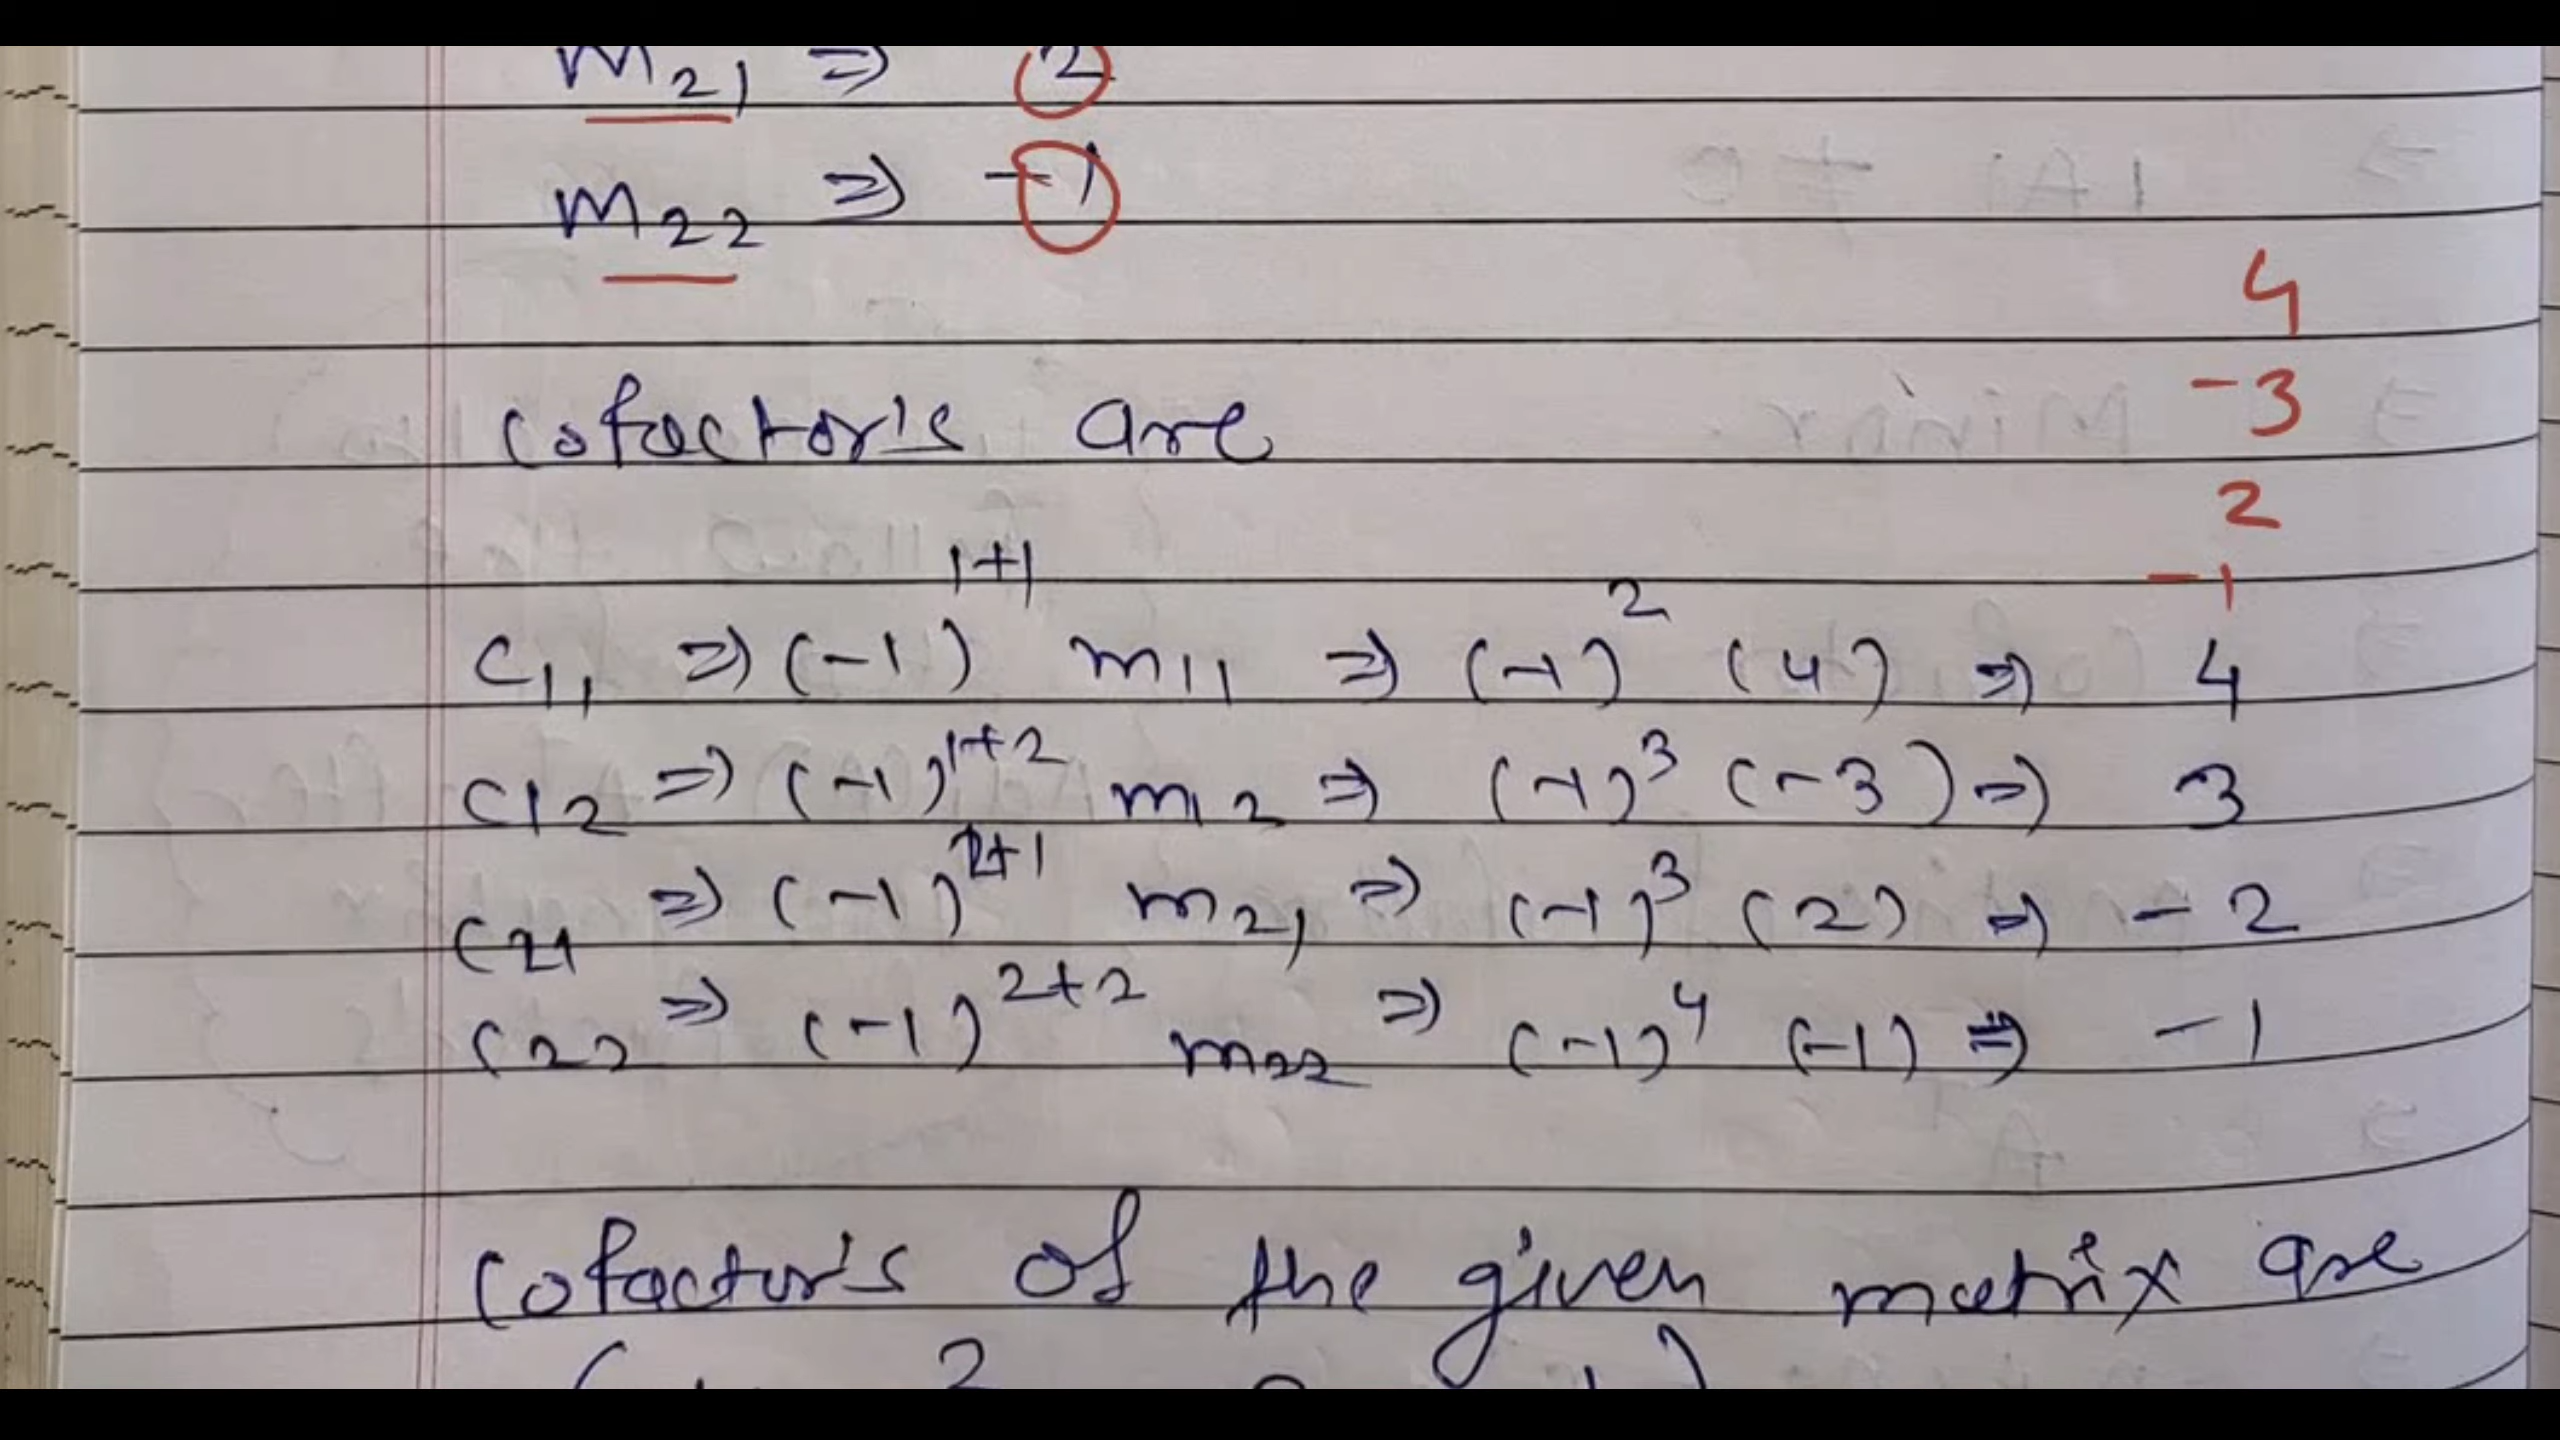 m21 ⇒ 2
m22 ⇒ -1
4
-3
2
-1
cofactor's are
C11 ⇒ (-1)^1+1 m11 ⇒ (-1)^2 (4) ⇒ 4
C12 ⇒ (-1)^1+2 m12 ⇒ (-1)^3 (-3) ⇒ 3
C21 ⇒ (-1)^2+1 m21 ⇒ (-1)^3 (2) ⇒ -2
C22 ⇒ (-1)^2+2 m22 ⇒ (-1)^4 (-1) ⇒ -1
cofactor's of the given matrix are